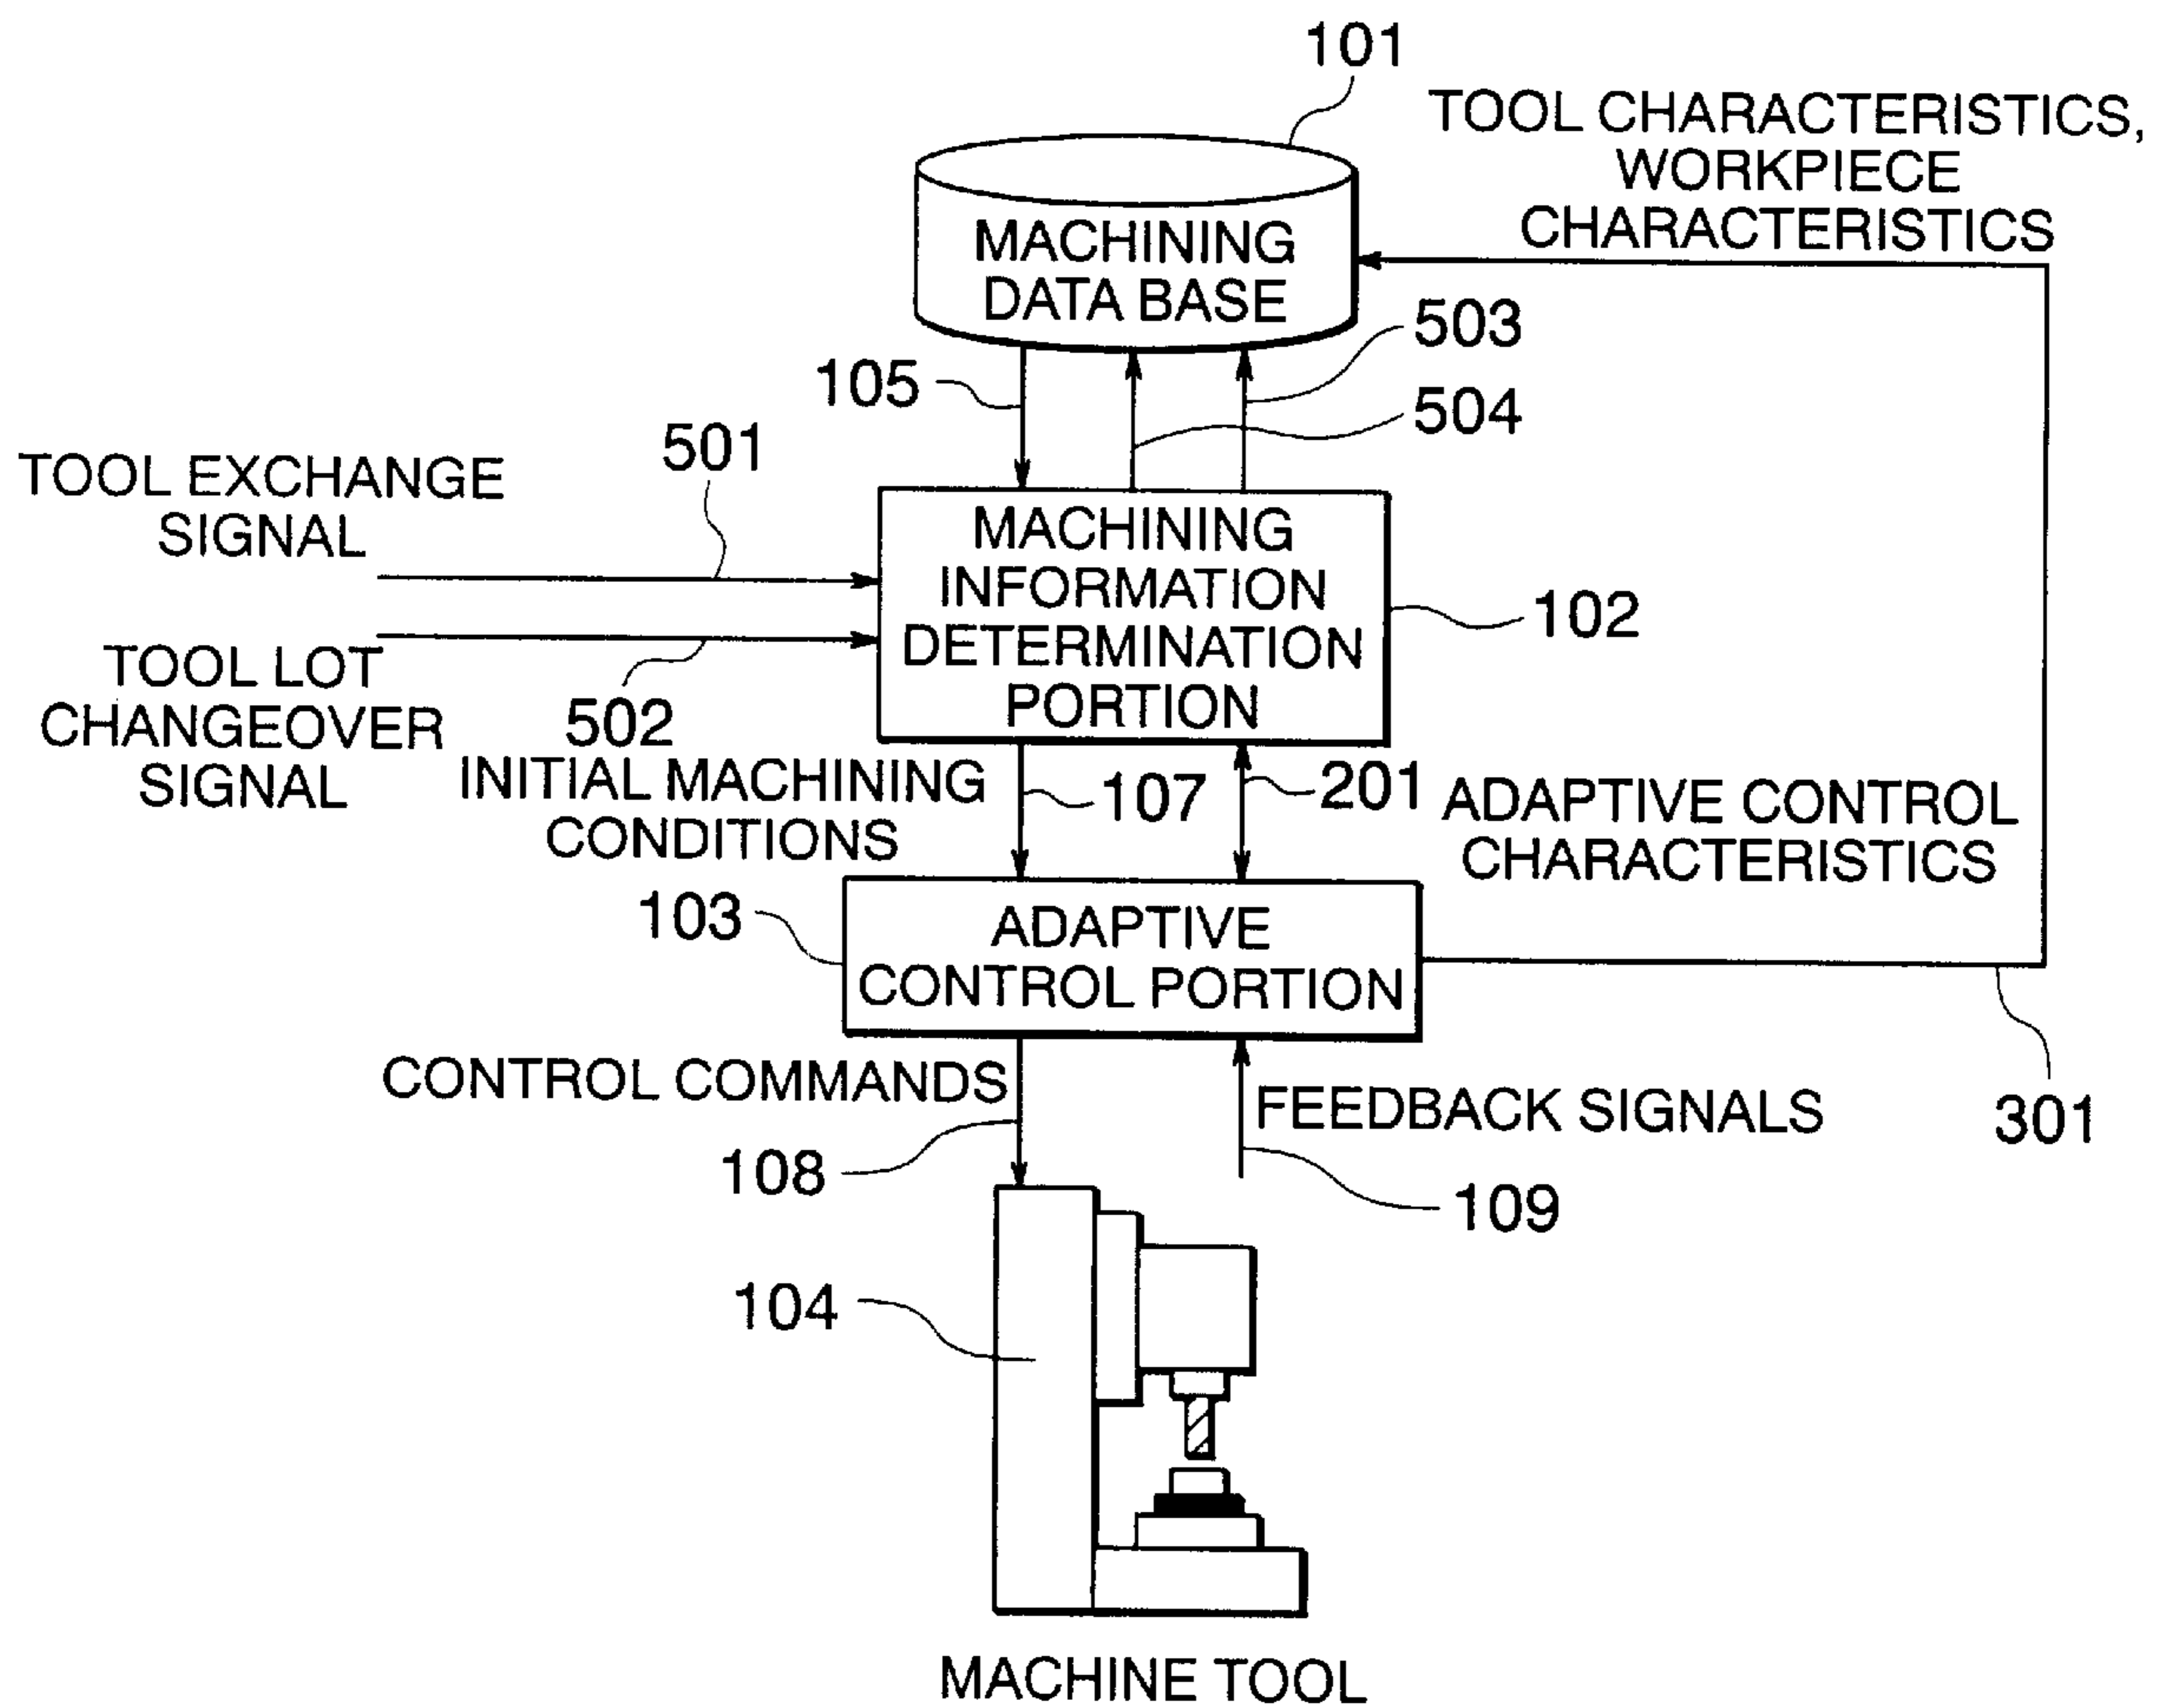 101
TOOL CHARACTERISTICS,
WORKPIECE
CHARACTERISTICS
MACHINING
DATA BASE
503
105
504
501
TOOL EXCHANGE
SIGNAL
MACHINING
INFORMATION
DETERMINATION
PORTION
102
TOOL LOT
CHANGEOVER
SIGNAL
502
INITIAL MACHINING
CONDITIONS
107
201
ADAPTIVE CONTROL
CHARACTERISTICS
103
ADAPTIVE
CONTROL PORTION
CONTROL COMMANDS
FEEDBACK SIGNALS
301
108
109
104
MACHINE TOOL